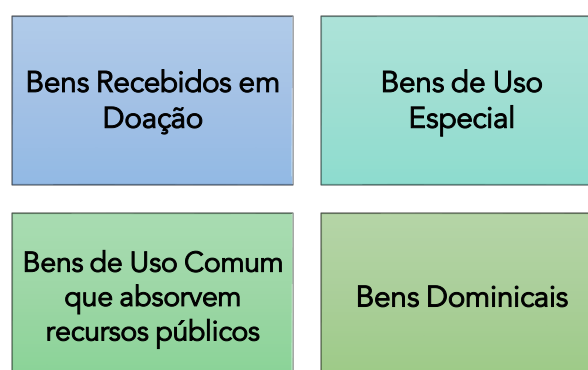 Bens Recebidos em
Doação
Bens de Uso
Especial
Bens de Uso Comum
que absorvem
recursos públicos
Bens Dominicais